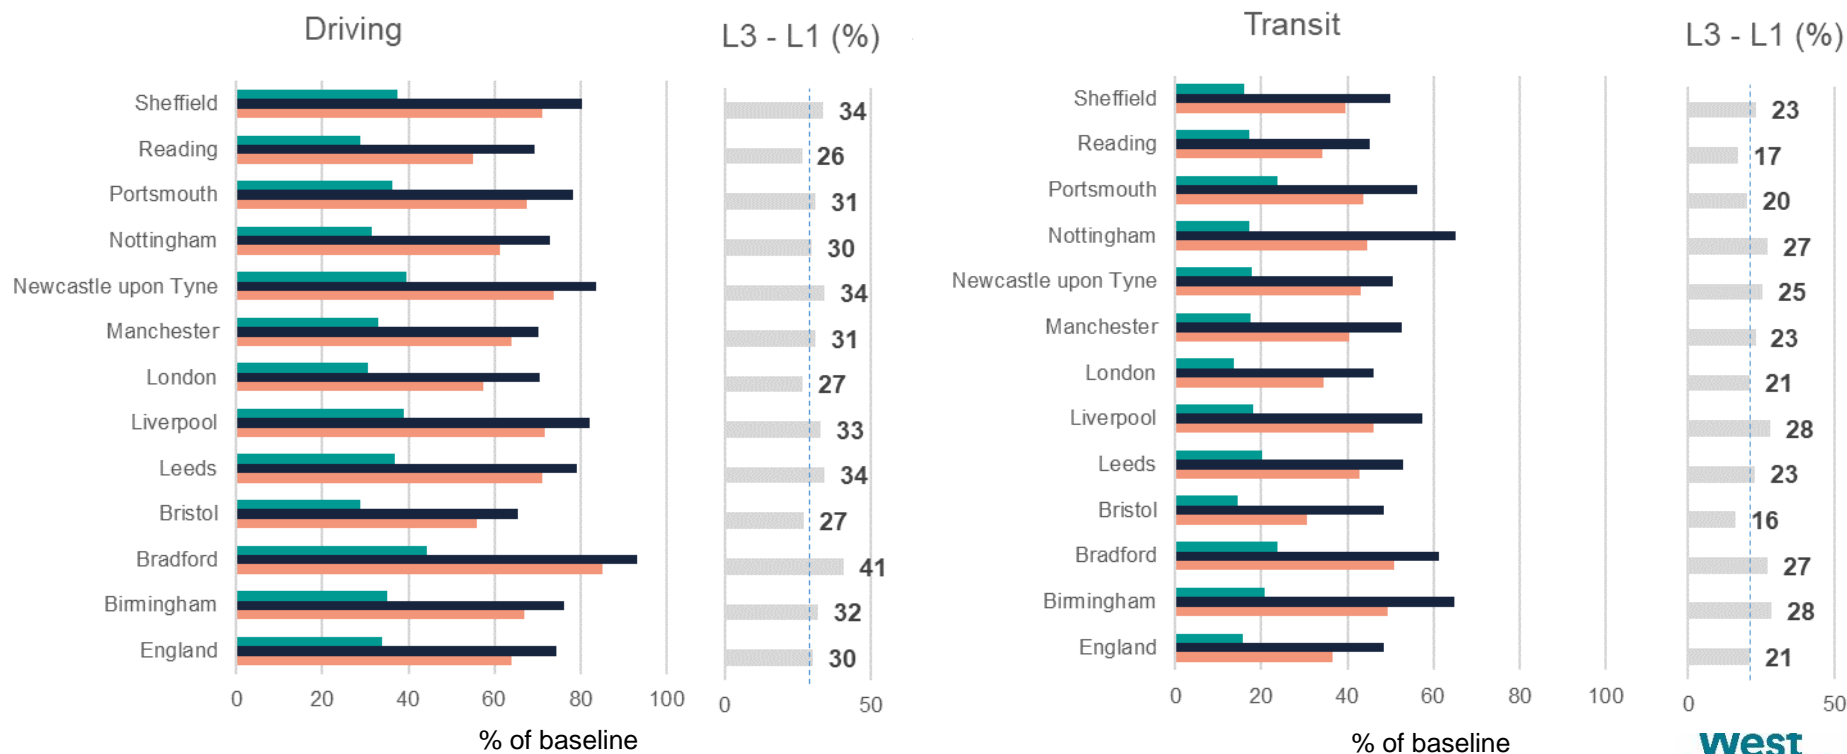 Driving
L3 - L1 (%)
Sheffield
Reading
Portsmouth
Nottingham
Newcastle upon Tyne
Manchester
London
Liverpool
Leeds
Bristol
Bradford
Birmingham
England
0 20 40 60 80 100
% of baseline
34
26
31
30
34
31
27
33
34
27
41
32
30
0 50
Transit
L3 - L1 (%)
Sheffield
Reading
Portsmouth
Nottingham
Newcastle upon Tyne
Manchester
London
Liverpool
Leeds
Bristol
Bradford
Birmingham
England
0 20 40 60 80 100
% of baseline
23
17
20
27
25
23
21
28
23
16
27
28
21
0 50
west